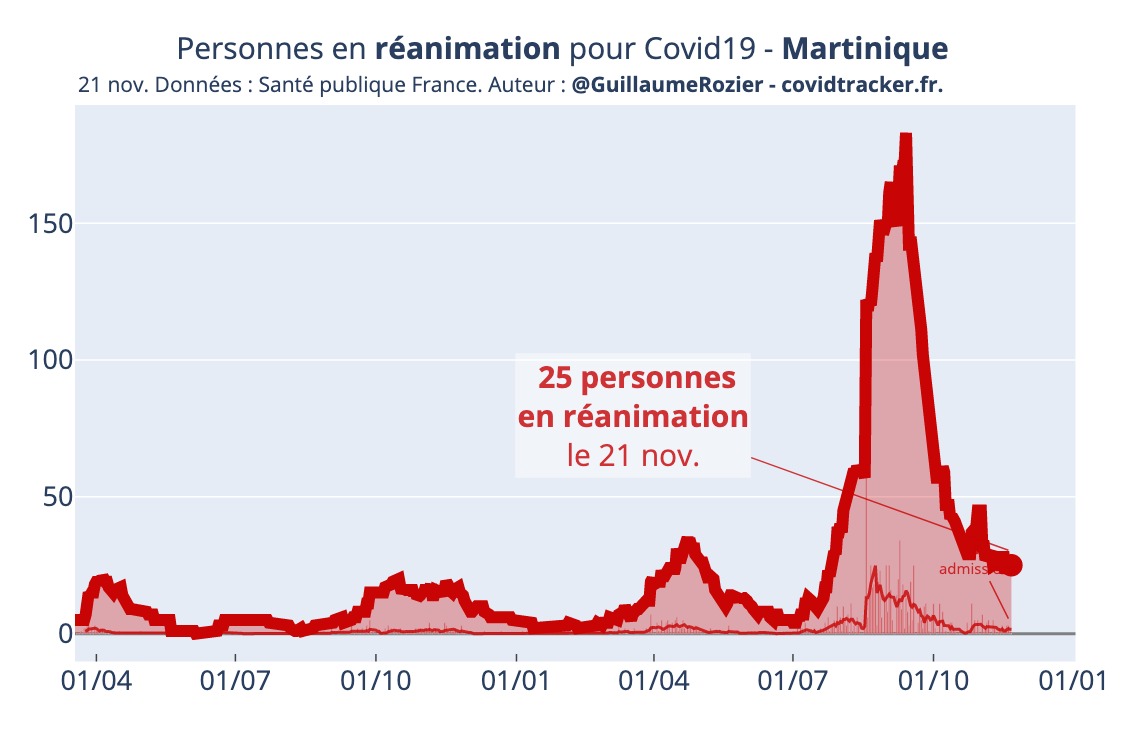 Personnes en réanimation pour Covid19 - Martinique
21 nov. Données : Santé publique France. Auteur : @GuillaumeRozier - covidtracker.fr.
150
100
25 personnes
en réanimation
le 21 nov.
50
0
01/04
01/07
01/10
01/01
01/04
01/07
01/10
01/01